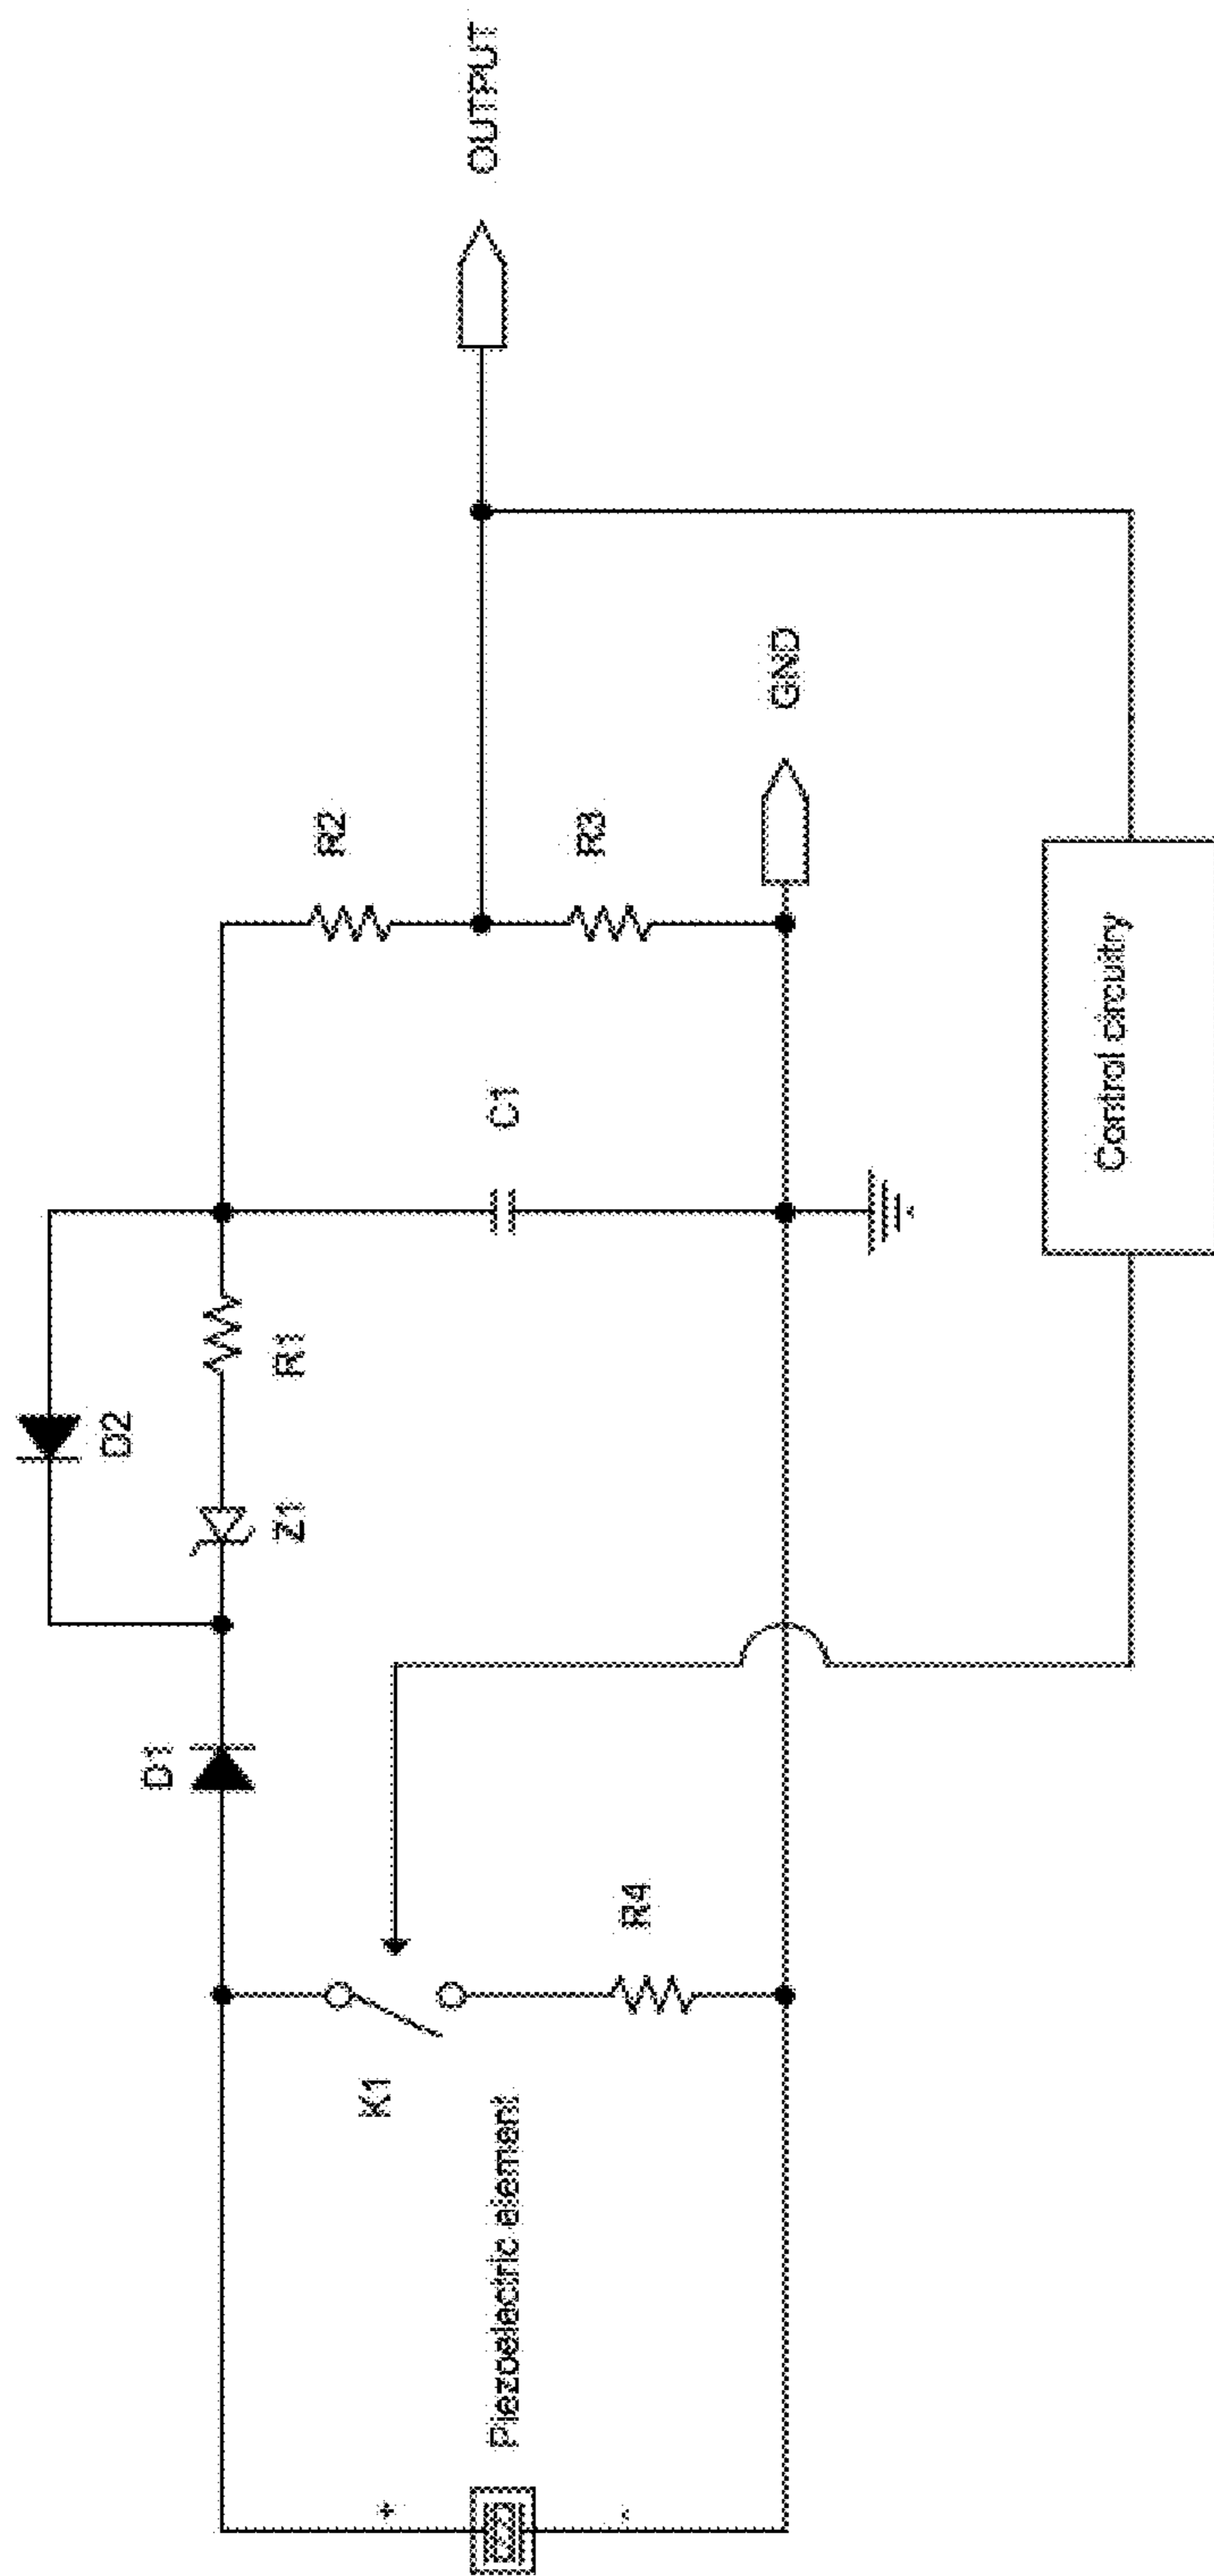 OUTPUT
GND
R2
R3
C1
Control circuitry
D2
R1
Z1
D1
R4
K1
Piezoelectric element
+
-